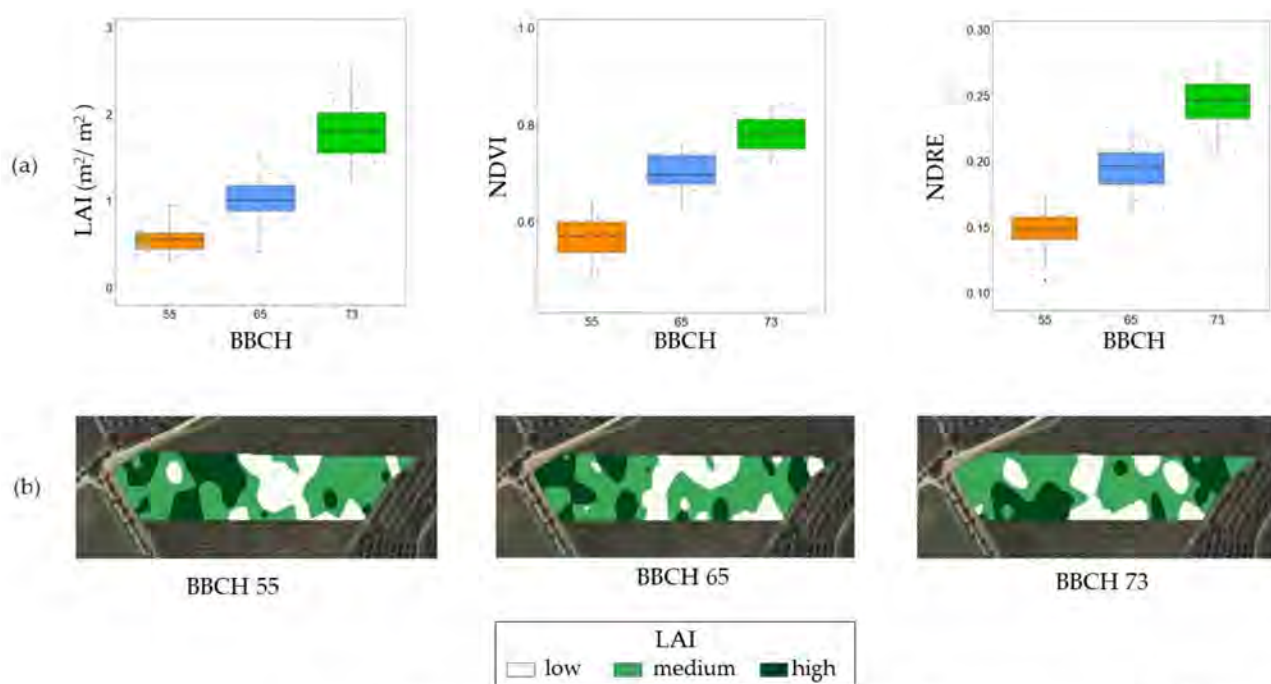 (a)
LAI (m²/ m²)
3
2
1
0
55 65 73
BBCH
NDVI
1.0
0.8
0.6
55 65 73
BBCH
NDRE
0.30
0.25
0.20
0.15
0.10
55 65 73
BBCH
(b)
BBCH 55
BBCH 65
BBCH 73
LAI
low medium high